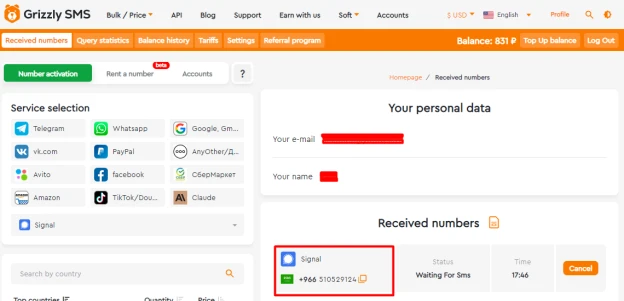 Grizzly SMS
Bulk / Price API Blog Support Earn with us Soft Accounts $ USD English Profile
Received numbers Query statistics Balance history Tariffs Settings Referral program Balance: 831 ₽ Top Up balance Log Out
Number activation Rent a number beta Accounts ?
Homepage / Received numbers
Service selection
Telegram Whatsapp Google, Gm...
vk.com PayPal AnyOther/Д...
Avito facebook СберМаркет
Amazon TikTok/Dou... Claude
Signal
Search by country
Top countries Quantity Price
Your personal data
Your e-mail
Your name
Received numbers
Signal
+966 510529124
Status
Waiting For Sms
Time
17:46
Cancel